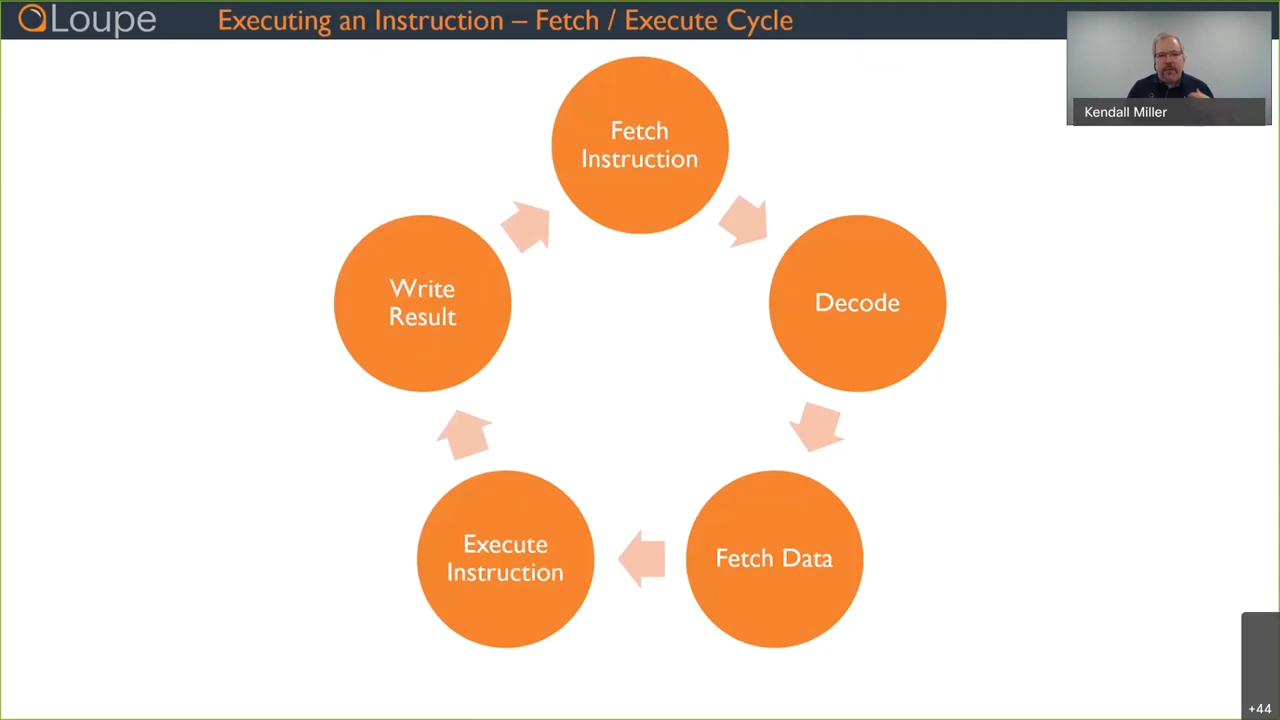 Loupe
Executing an Instruction – Fetch / Execute Cycle
Kendall Miller
Fetch
Instruction
Decode
Fetch Data
Execute
Instruction
Write
Result
+44